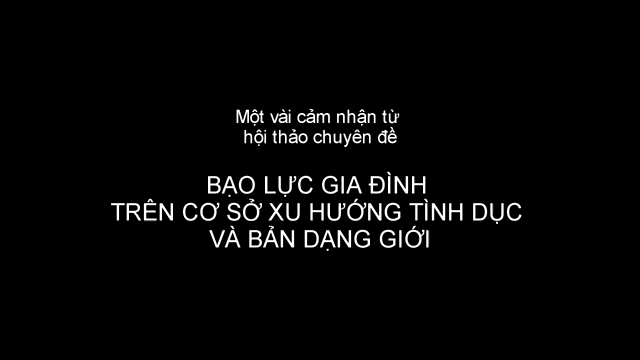 Một vài cảm nhận từ
hội thảo chuyên đề
BẠO LỰC GIA ĐÌNH
TRÊN CƠ SỞ XU HƯỚNG TÌNH DỤC
VÀ BẢN DẠNG GIỚI